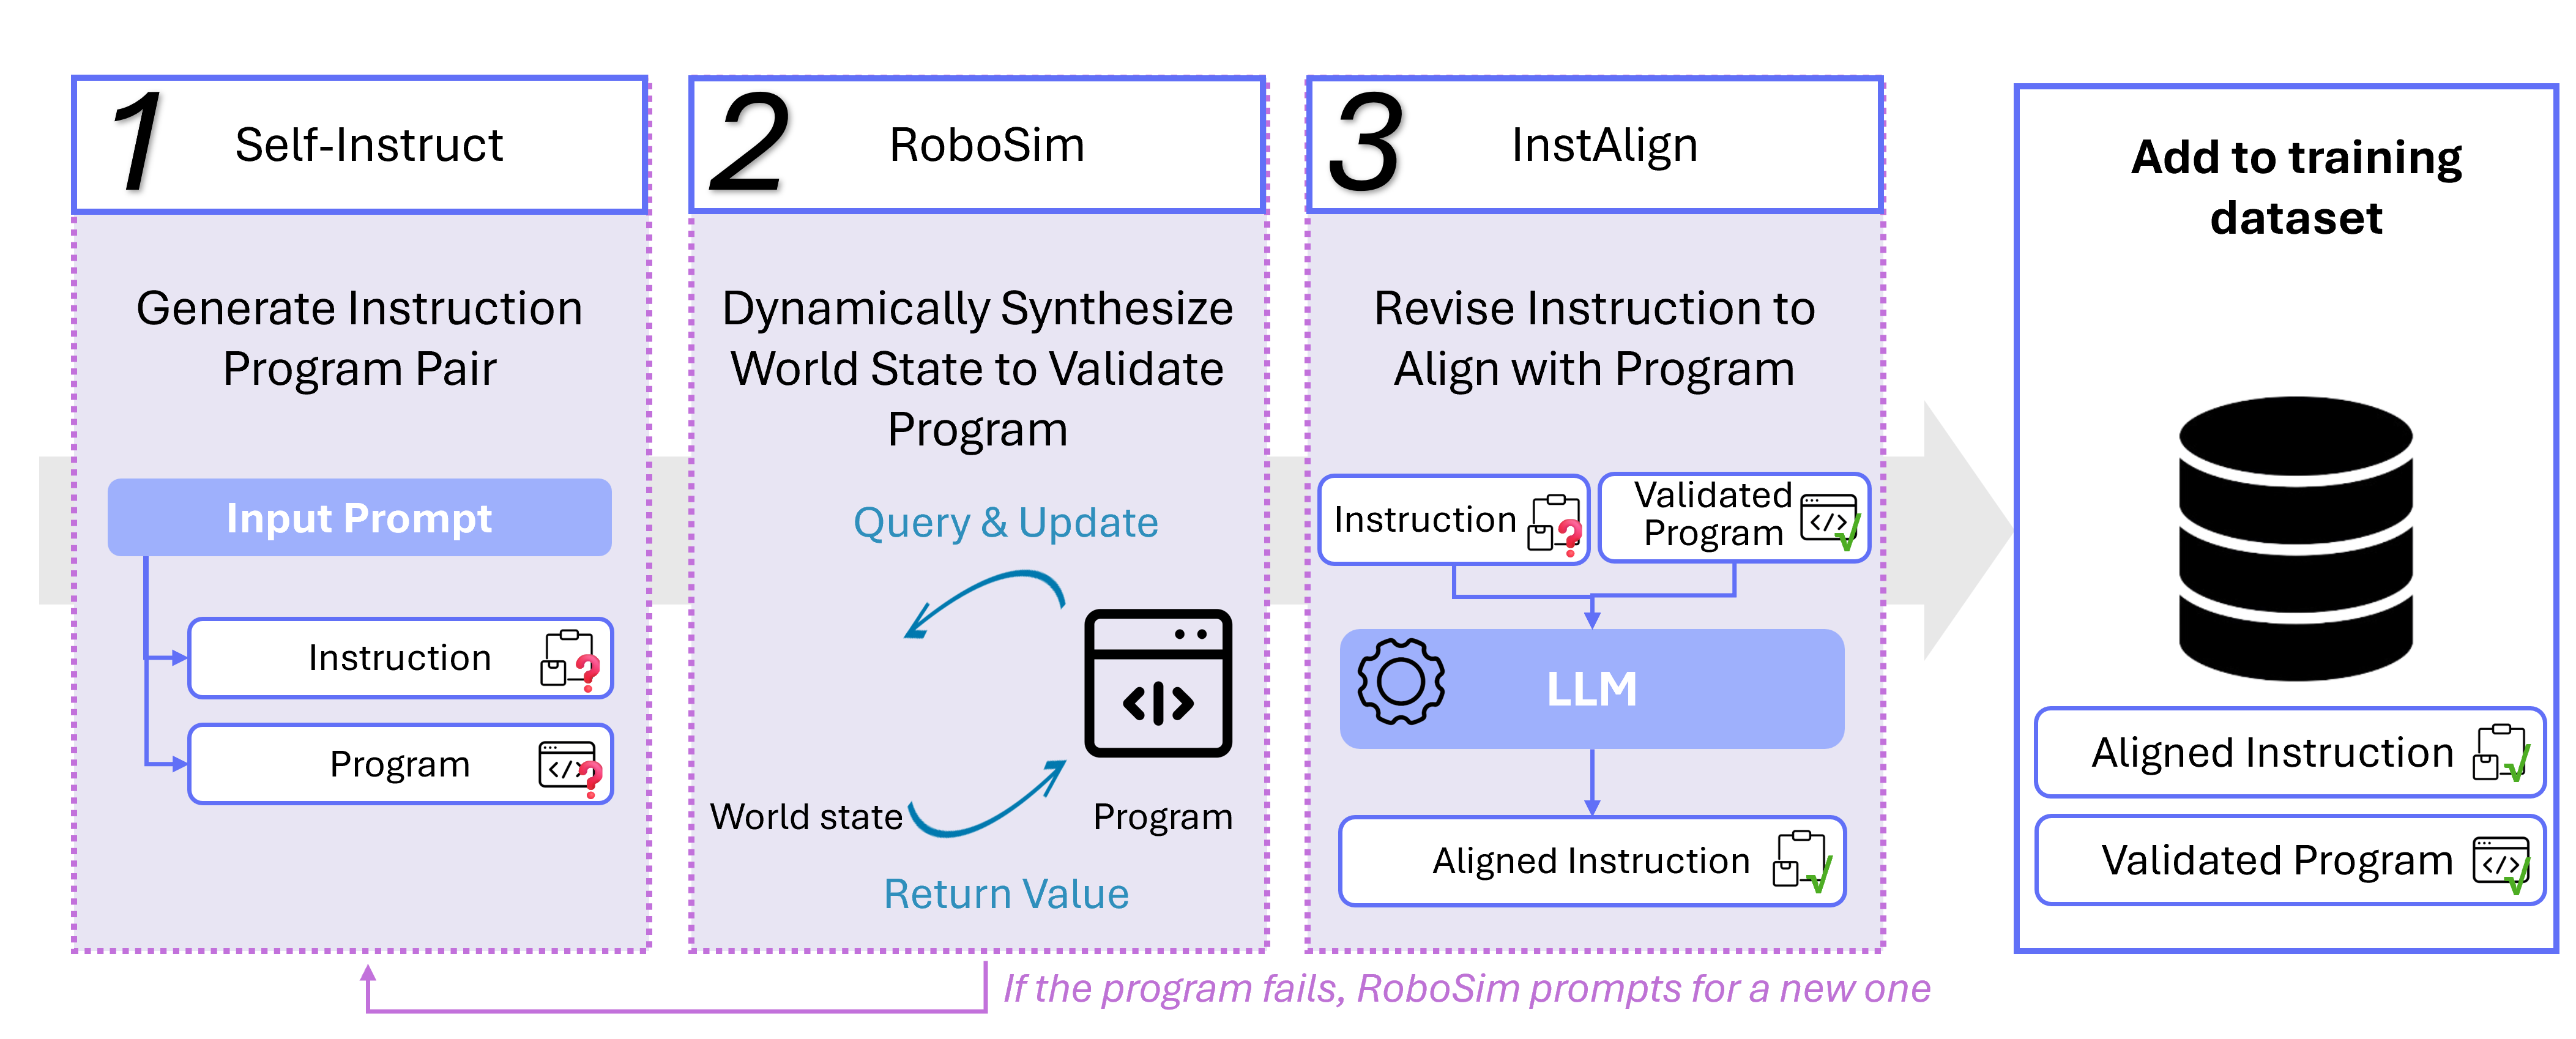 1
Self-Instruct
Generate Instruction
Program Pair
Input Prompt
Instruction
?
Program
</>
?
2
RoboSim
Dynamically Synthesize
World State to Validate
Program
Query & Update
<|>
World state
Program
Return Value
3
InstAlign
Revise Instruction to
Align with Program
Instruction
?
Validated
Program
</>
LLM
Aligned Instruction
If the program fails, RoboSim prompts for a new one
Add to training
dataset
Aligned Instruction
Validated Program
</>